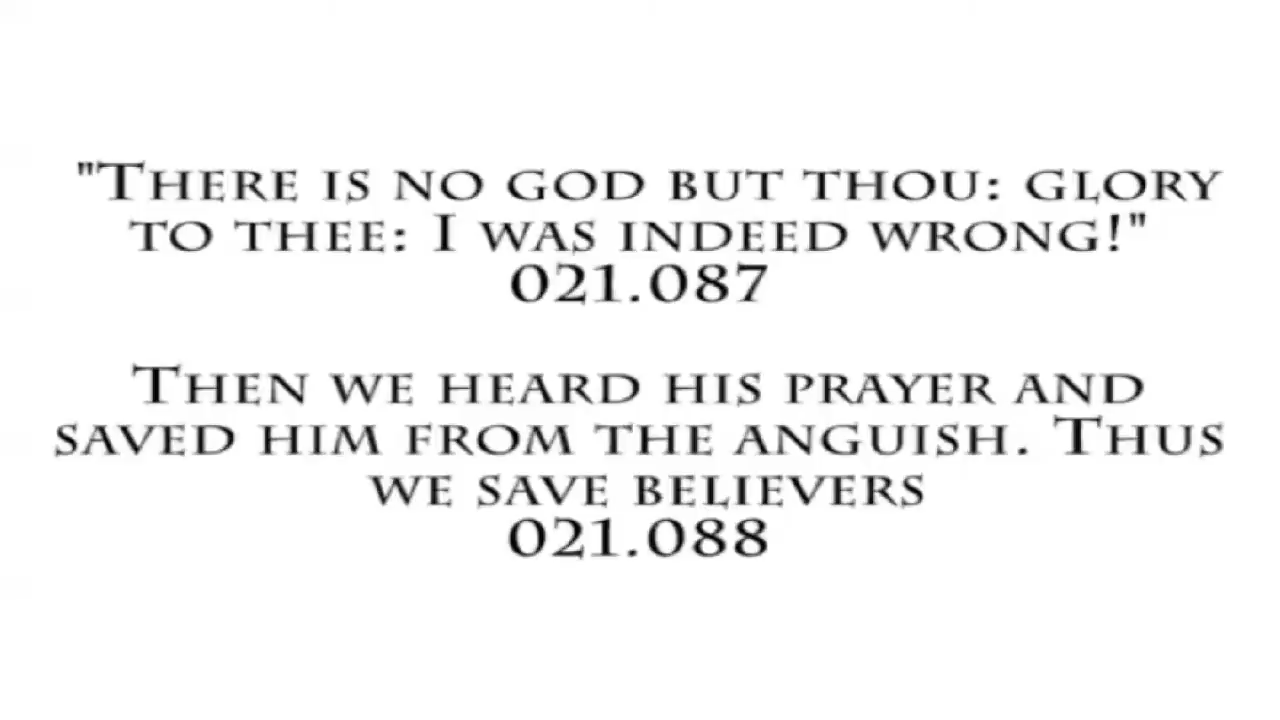 "There is no god but thou: glory
to thee: I was indeed wrong!"
021.087
Then we heard his prayer and
saved him from the anguish. Thus
we save believers
021.088